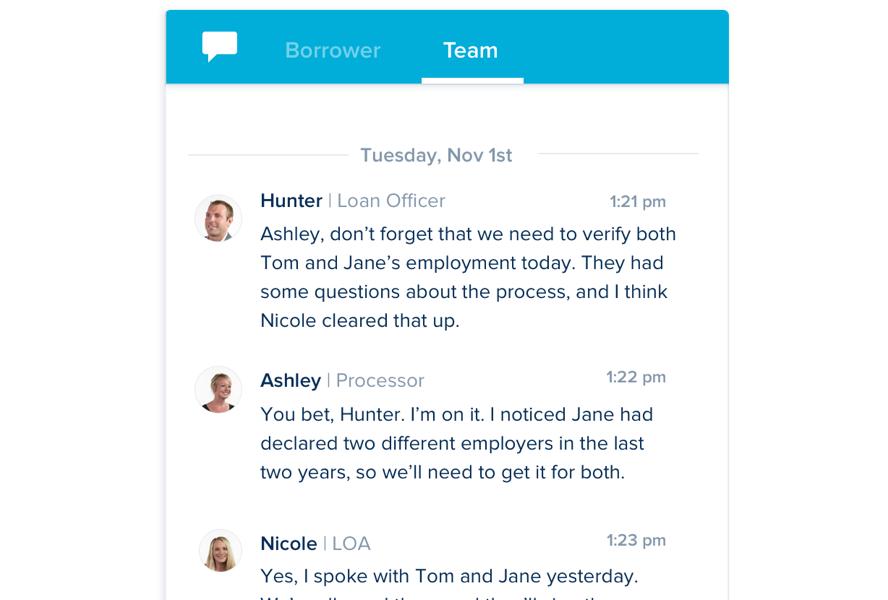 Borrower
Team
Tuesday, Nov 1st
Hunter | Loan Officer
1:21 pm
Ashley, don’t forget that we need to verify both
Tom and Jane’s employment today. They had
some questions about the process, and I think
Nicole cleared that up.
Ashley | Processor
1:22 pm
You bet, Hunter. I’m on it. I noticed Jane had
declared two different employers in the last
two years, so we’ll need to get it for both.
Nicole | LOA
1:23 pm
Yes, I spoke with Tom and Jane yesterday.